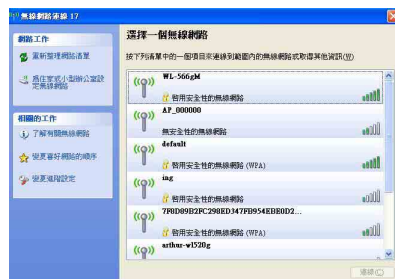 無線網路連線 17
網路工作
重新整理網路清單
為住家或小型辦公室設
定無線網路
相關的工作
了解有關無線網路
變更喜好網路的順序
變更進階設定
選擇一個無線網路
按下列清單中的一個項目來連線到範圍內的無線網路或取得其他資訊(W)
WL-566gM
啓用安全性的無線網路
AP_000000
無安全性的無線網路
default
啓用安全性的無線網路 (WPA)
ing
啓用安全性的無線網路
7F0D89B2FC298ED347FB954EBE0D2...
啓用安全性的無線網路 (WPA)
arthur-wl520g
連線(C)